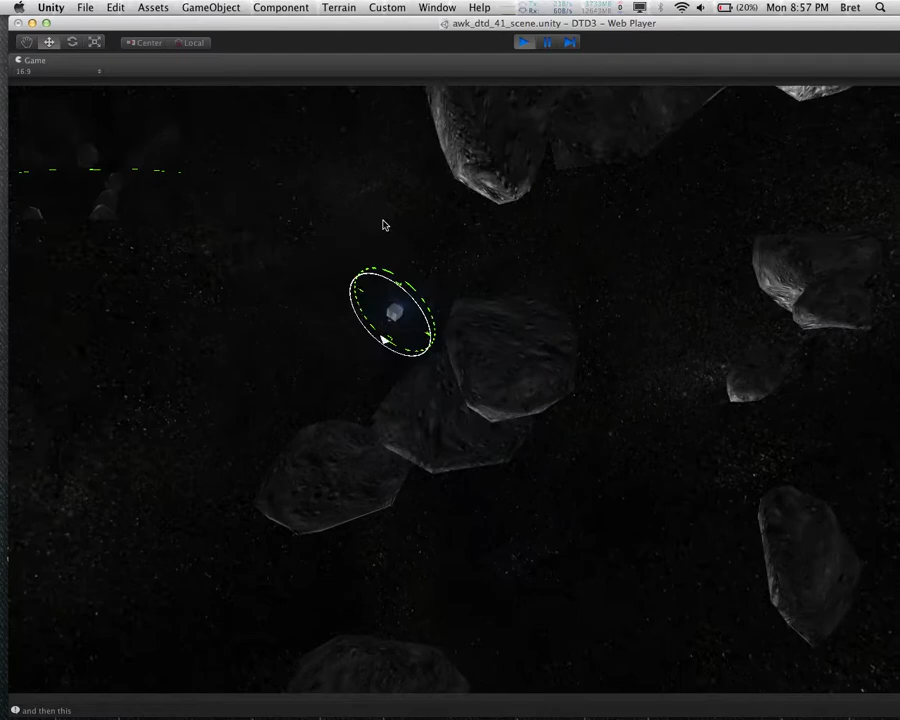 Unity File Edit Assets GameObject Component Terrain Custom Window Help (20%) Mon 8:57 PM Bret
awk_dtd_41_scene.unity – DTD3 – Web Player
Center Local
Game
16:9
and then this